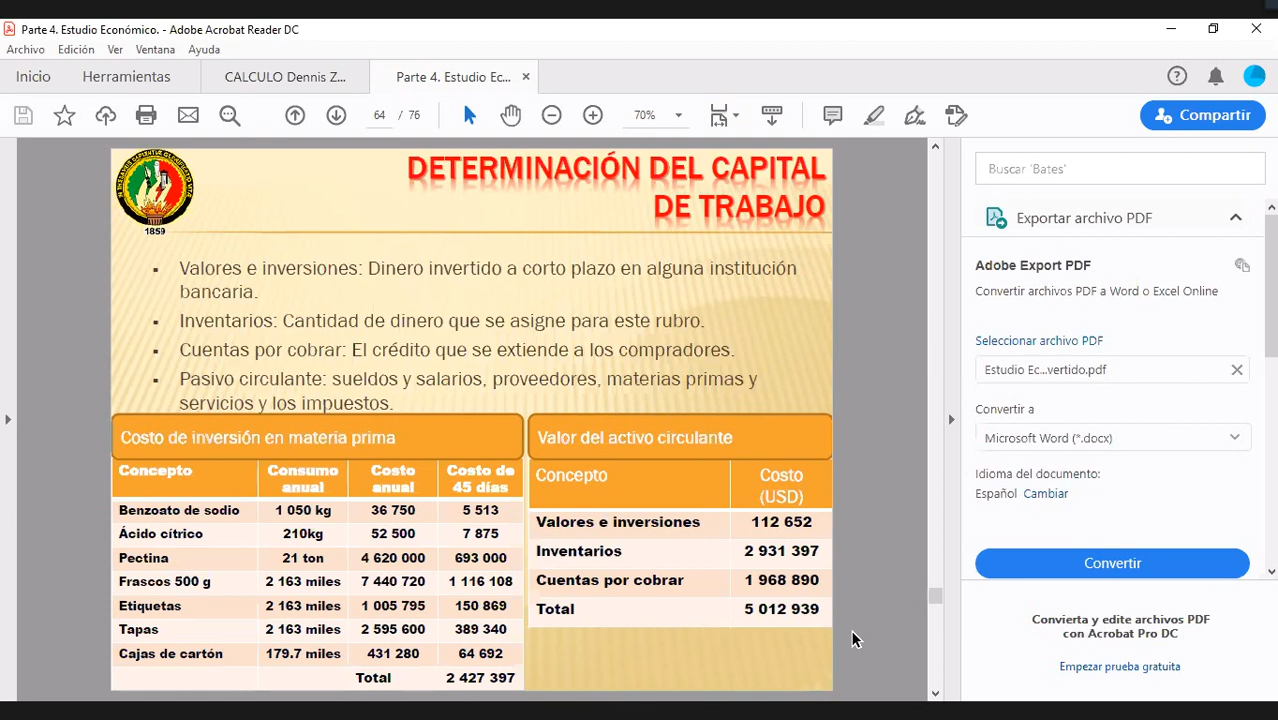 Parte 4. Estudio Económico. - Adobe Acrobat Reader DC
Archivo Edición Ver Ventana Ayuda
Inicio Herramientas CALCULO Dennis Z... Parte 4. Estudio Ec... ×
64 / 76 70% Compartir
DETERMINACIÓN DEL CAPITAL
DE TRABAJO
1859
▪ Valores e inversiones: Dinero invertido a corto plazo en alguna institución
bancaria.
▪ Inventarios: Cantidad de dinero que se asigne para este rubro.
▪ Cuentas por cobrar: El crédito que se extiende a los compradores.
▪ Pasivo circulante: sueldos y salarios, proveedores, materias primas y
servicios y los impuestos.
Costo de inversión en materia prima
Concepto Consumo anual Costo anual Costo de 45 días
Benzoato de sodio 1 050 kg 36 750 5 513
Ácido cítrico 210kg 52 500 7 875
Pectina 21 ton 4 620 000 693 000
Frascos 500 g 2 163 miles 7 440 720 1 116 108
Etiquetas 2 163 miles 1 005 795 150 869
Tapas 2 163 miles 2 595 600 389 340
Cajas de cartón 179.7 miles 431 280 64 692
Total 2 427 397
Valor del activo circulante
Concepto Costo (USD)
Valores e inversiones 112 652
Inventarios 2 931 397
Cuentas por cobrar 1 968 890
Total 5 012 939
Buscar 'Bates'
Exportar archivo PDF
Adobe Export PDF
Convertir archivos PDF a Word o Excel Online
Seleccionar archivo PDF
Estudio Ec...vertido.pdf
Convertir a
Microsoft Word (*.docx)
Idioma del documento:
Español Cambiar
Convertir
Convierta y edite archivos PDF
con Acrobat Pro DC
Empezar prueba gratuita